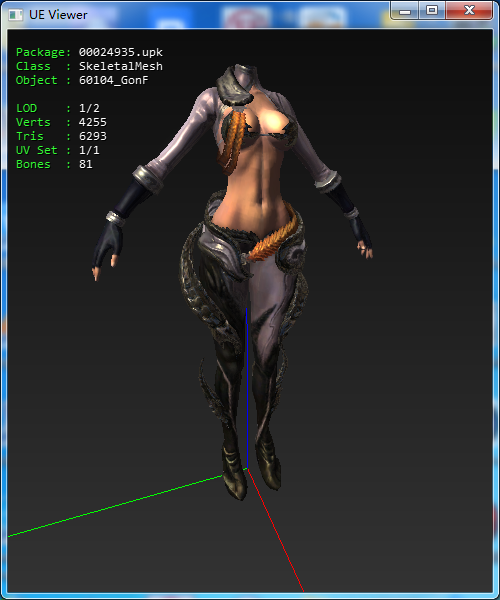 UE Viewer
Package: 00024935.upk
Class  : SkeletalMesh
Object : 60104_GonF
LOD    : 1/2
Verts  : 4255
Tris   : 6293
UV Set : 1/1
Bones  : 81